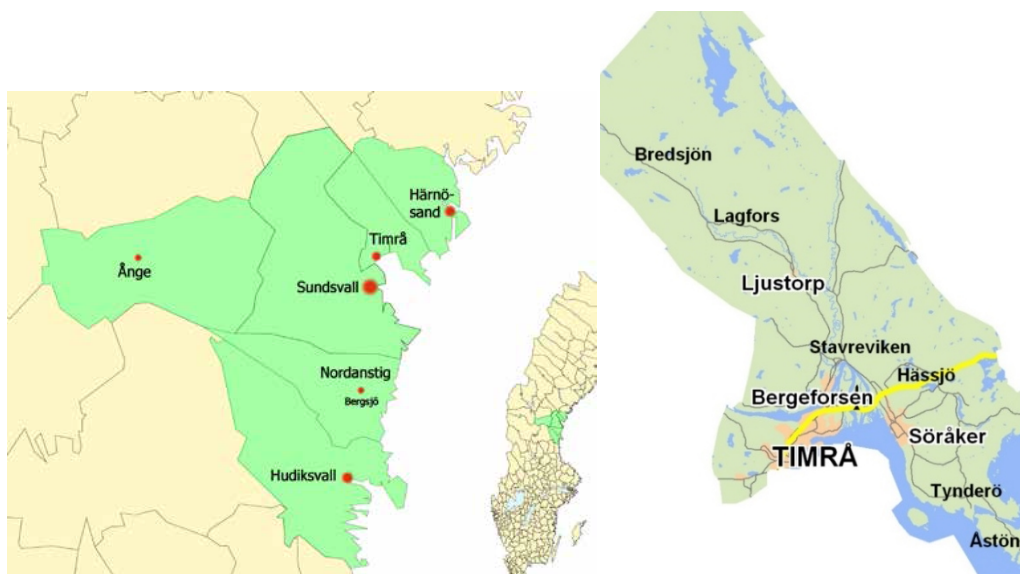 Härnö-
sand
Timrå
Ånge
Sundsvall
Nordanstig
Bergsjö
Hudiksvall
Bredsjön
Lagfors
Ljustorp
Stavreviken
Hässjö
Bergeforsen
Söråker
TIMRÅ
Tynderö
Åstön